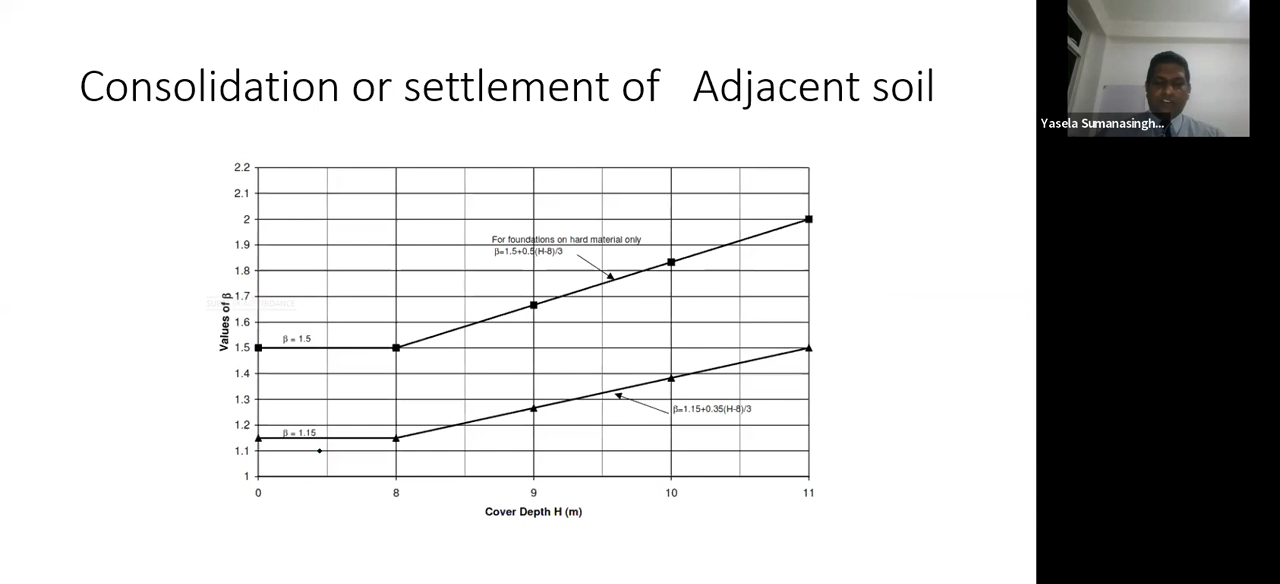 Consolidation or settlement of Adjacent soil
Yasela Sumanasingh...
2.2
2.1
2
1.9
1.8
1.7
1.6
1.5
1.4
1.3
1.2
1.1
1
Values of β
For foundations on hard material only
β=1.5+0.5(H-8)/3
β = 1.5
β=1.15+0.35(H-8)/3
β = 1.15
0 8 9 10 11
Cover Depth H (m)